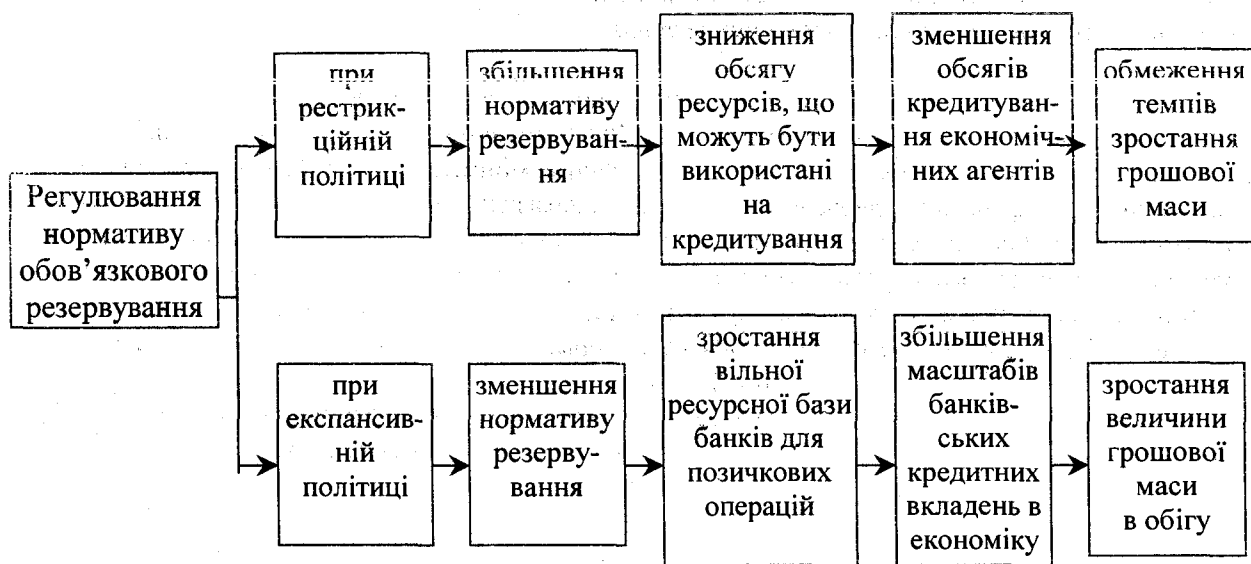 Регулювання
нормативу
обов’язкового
резервування
при
рестрик-
ційній
політиці
збільшення
нормативу
резервуван-
ня
зниження
обсягу
ресурсів, що
можуть бути
використані
на
кредитування
зменшення
обсягів
кредитуван-
ня економіч-
них агентів
обмеження
темпів
зростання
грошової
маси
при
експансив-
ній
політиці
зменшення
нормативу
резерву-
вання
зростання
вільної
ресурсної бази
банків для
позичкових
операцій
збільшення
масштабів
банків-
ських
кредитних
вкладень в
економіку
зростання
величини
грошової
маси
в обігу